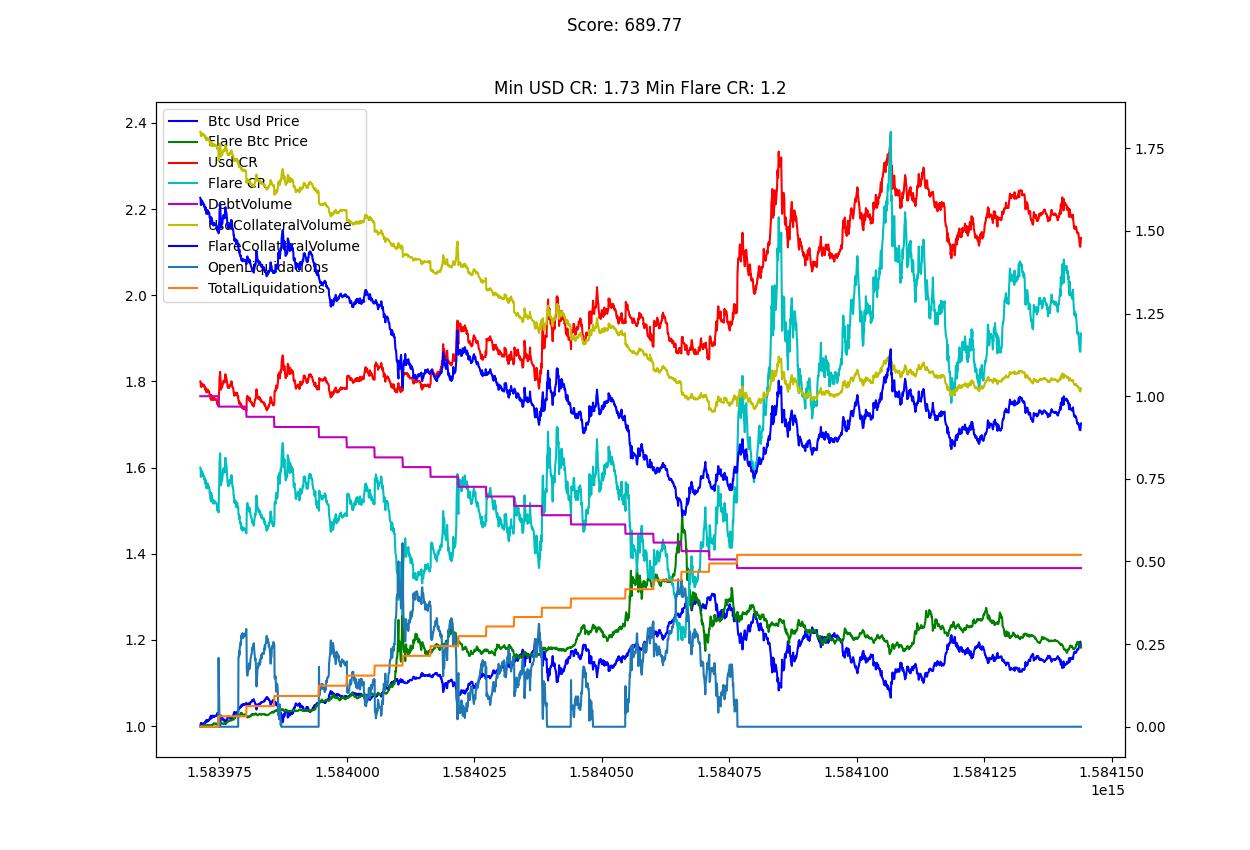 Score: 689.77
Min USD CR: 1.73 Min Flare CR: 1.2
Btc Usd Price
Flare Btc Price
Usd CR
Flare CR
DebtVolume
UsdCollateralVolume
FlareCollateralVolume
OpenLiquidations
TotalLiquidations
2.4
2.2
2.0
1.8
1.6
1.4
1.2
1.0
1.75
1.50
1.25
1.00
0.75
0.50
0.25
0.00
1.583975 1.584000 1.584025 1.584050 1.584075 1.584100 1.584125 1.584150
1e15